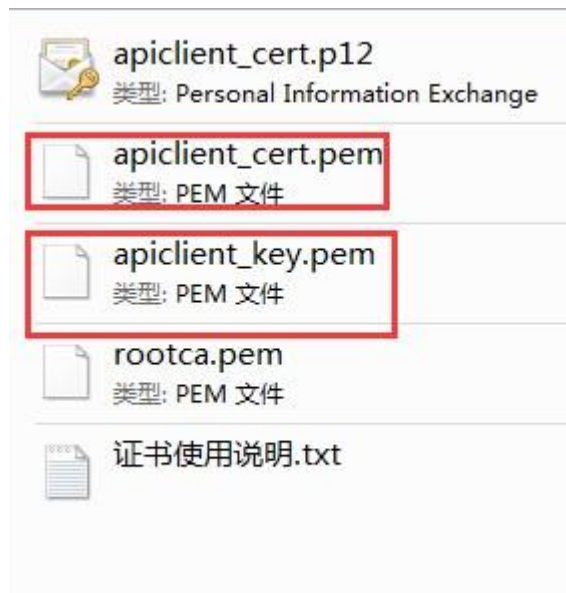 apiclient_cert.p12
类型: Personal Information Exchange
apiclient_cert.pem
类型: PEM 文件
apiclient_key.pem
类型: PEM 文件
rootca.pem
类型: PEM 文件
证书使用说明.txt